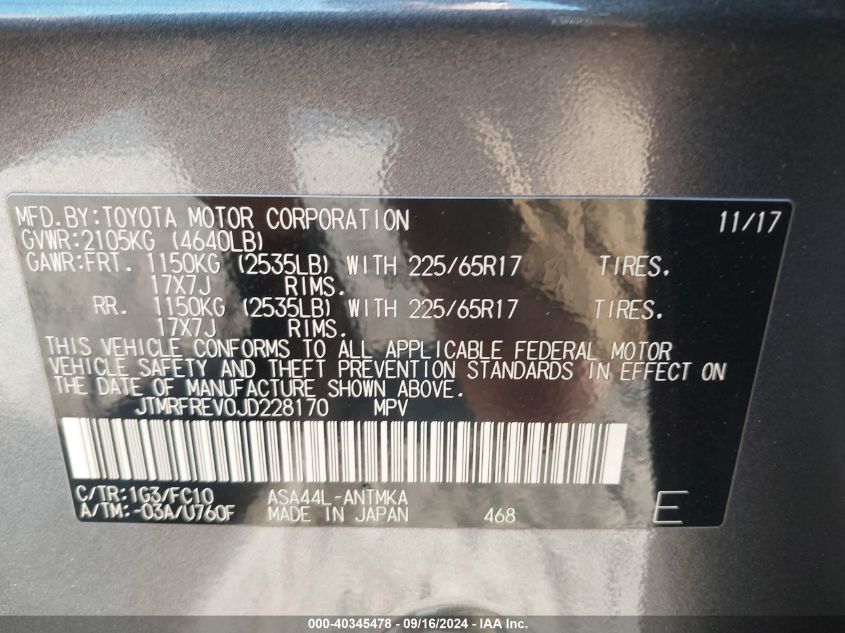 MFD.BY:TOYOTA MOTOR CORPORATION 11/17
GVWR:2105KG (4640LB)
GAWR:FRT. 1150KG (2535LB) WITH 225/65R17 TIRES.
17X7J RIMS.
RR. 1150KG (2535LB) WITH 225/65R17 TIRES.
17X7J RIMS.
THIS VEHICLE CONFORMS TO ALL APPLICABLE FEDERAL MOTOR
VEHICLE SAFETY AND THEFT PREVENTION STANDARDS IN EFFECT ON
THE DATE OF MANUFACTURE SHOWN ABOVE.
JTMRFREV0JD228170 MPV
C/TR:1G3/FC10 ASA44L-ANTMKA
A/TM:-03A/U760F MADE IN JAPAN 468 E
000-40345478 - 09/16/2024 - IAA Inc.